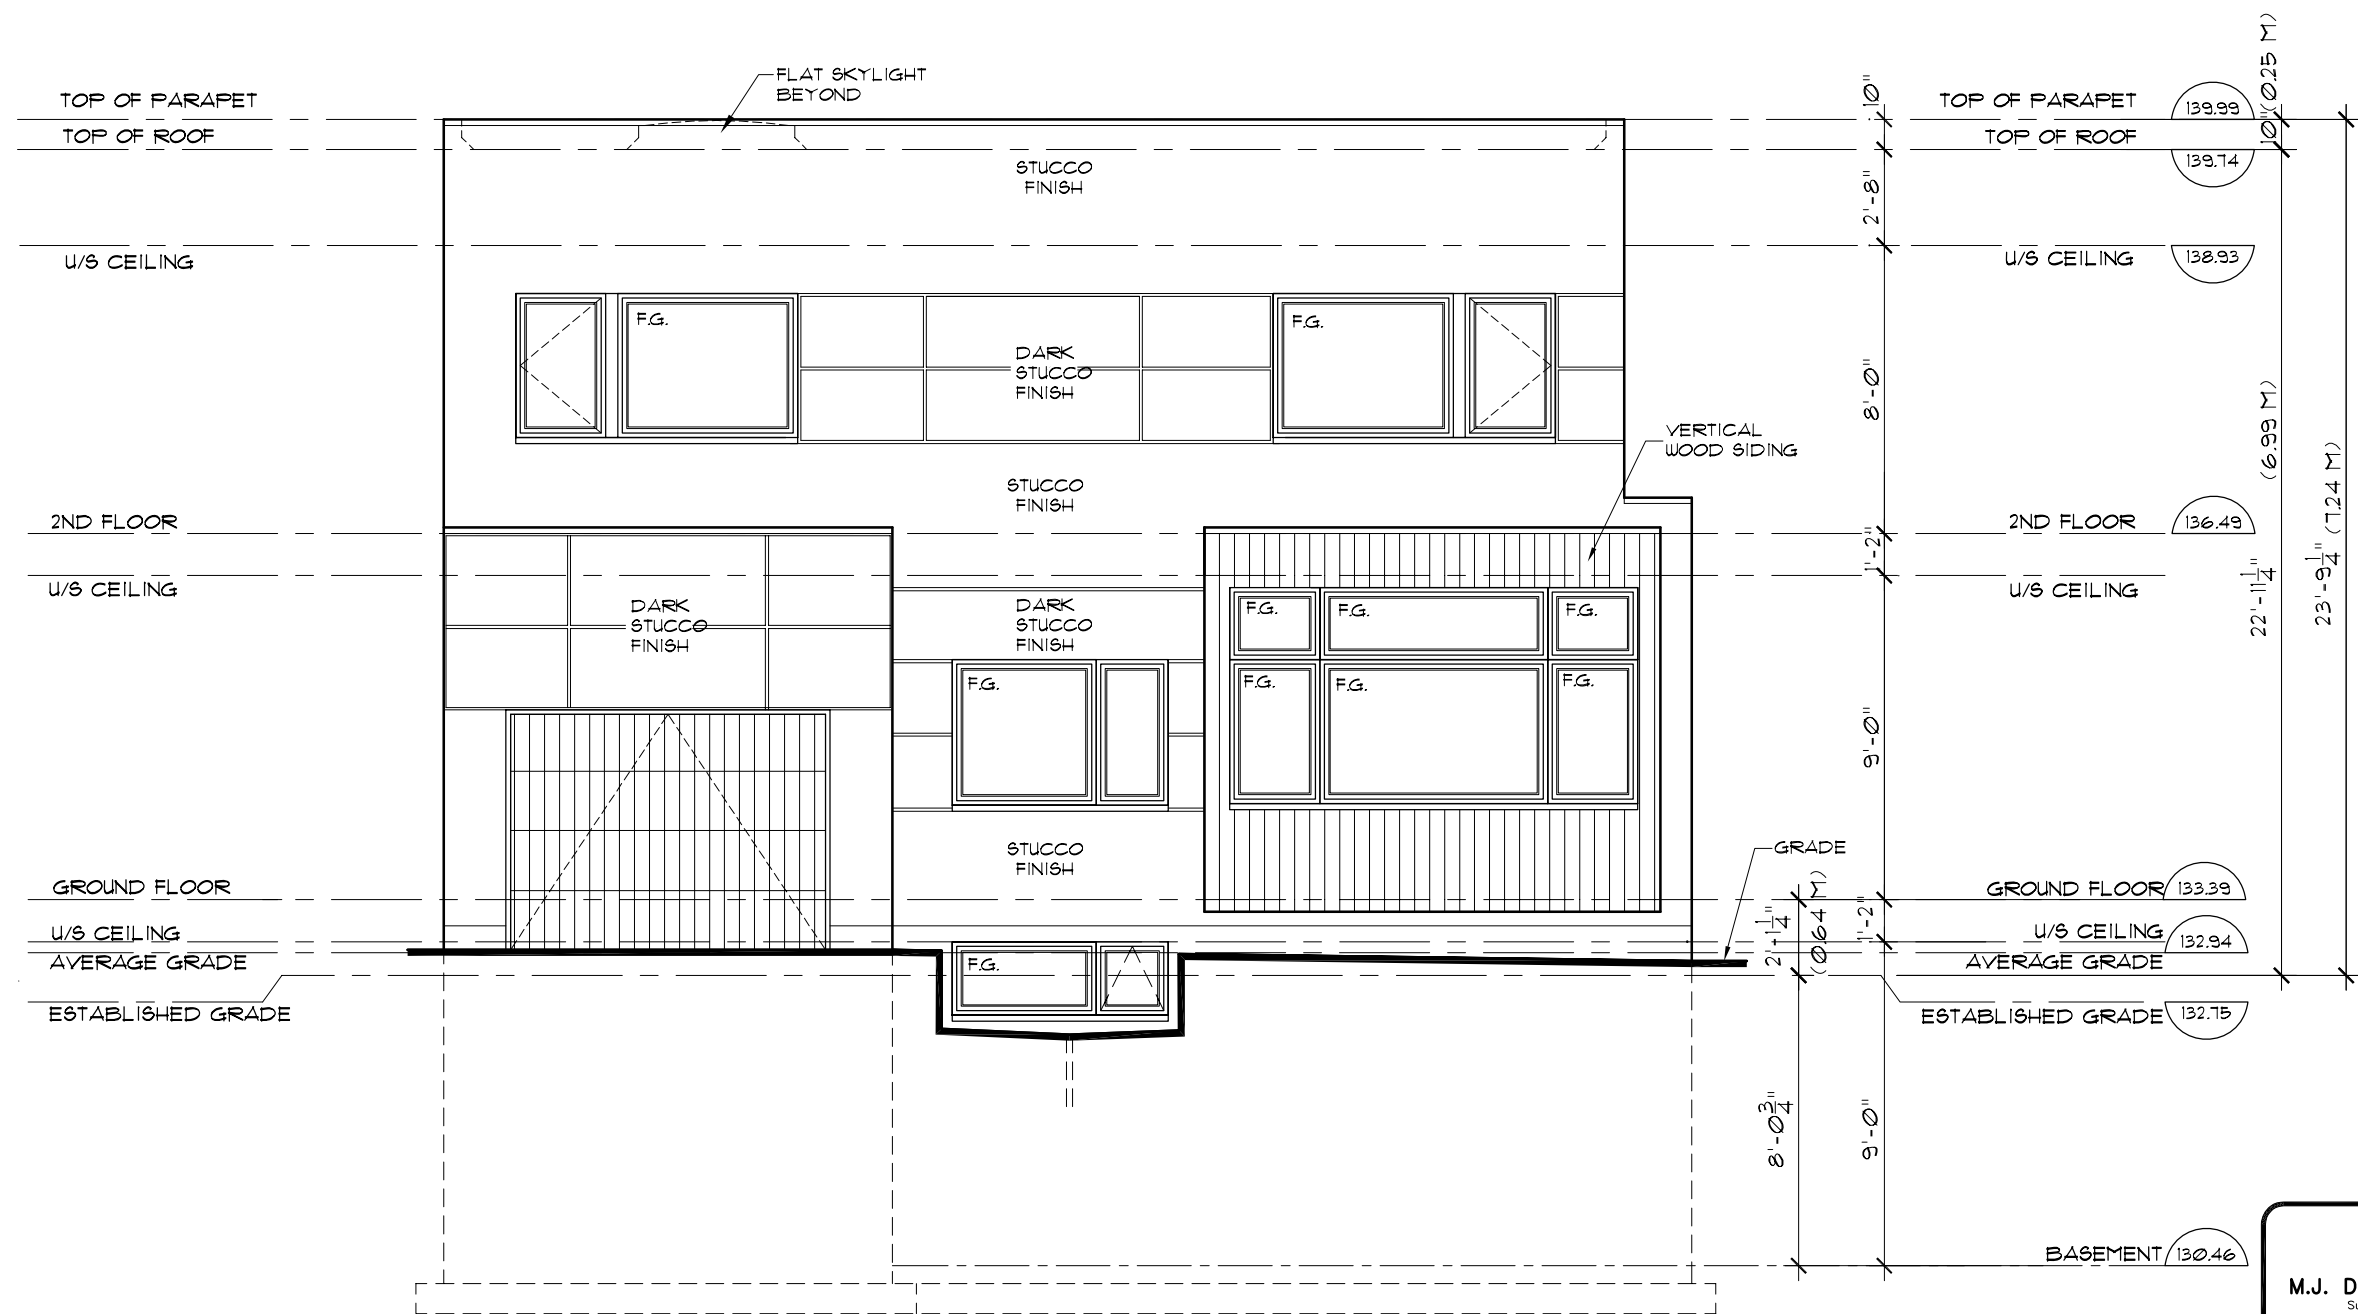 FLAT SKYLIGHT
BEYOND
TOP OF PARAPET
TOP OF ROOF
U/S CEILING
2ND FLOOR
U/S CEILING
GROUND FLOOR
U/S CEILING
AVERAGE GRADE
ESTABLISHED GRADE
STUCCO
FINISH
F.G.
DARK
STUCCO
FINISH
F.G.
STUCCO
FINISH
VERTICAL
WOOD SIDING
DARK
STUCCO
FINISH
DARK
STUCCO
FINISH
F.G.
F.G.
F.G.
F.G.
F.G.
F.G.
F.G.
STUCCO
FINISH
GRADE
F.G.
10"
2'-8"
8'-0"
1'-2"
9'-0"
1'-2"
9'-0"
2'-1 1/4"
(0.64 M)
8'-0 3/4"
TOP OF PARAPET 139.99
TOP OF ROOF 139.74
U/S CEILING 138.93
2ND FLOOR 136.49
U/S CEILING
GROUND FLOOR 133.39
U/S CEILING 132.94
AVERAGE GRADE
ESTABLISHED GRADE 132.75
BASEMENT 130.46
10" (0.25 M)
22'-11 1/4" (6.99 M)
23'-9 1/4" (7.24 M)
M.J. D